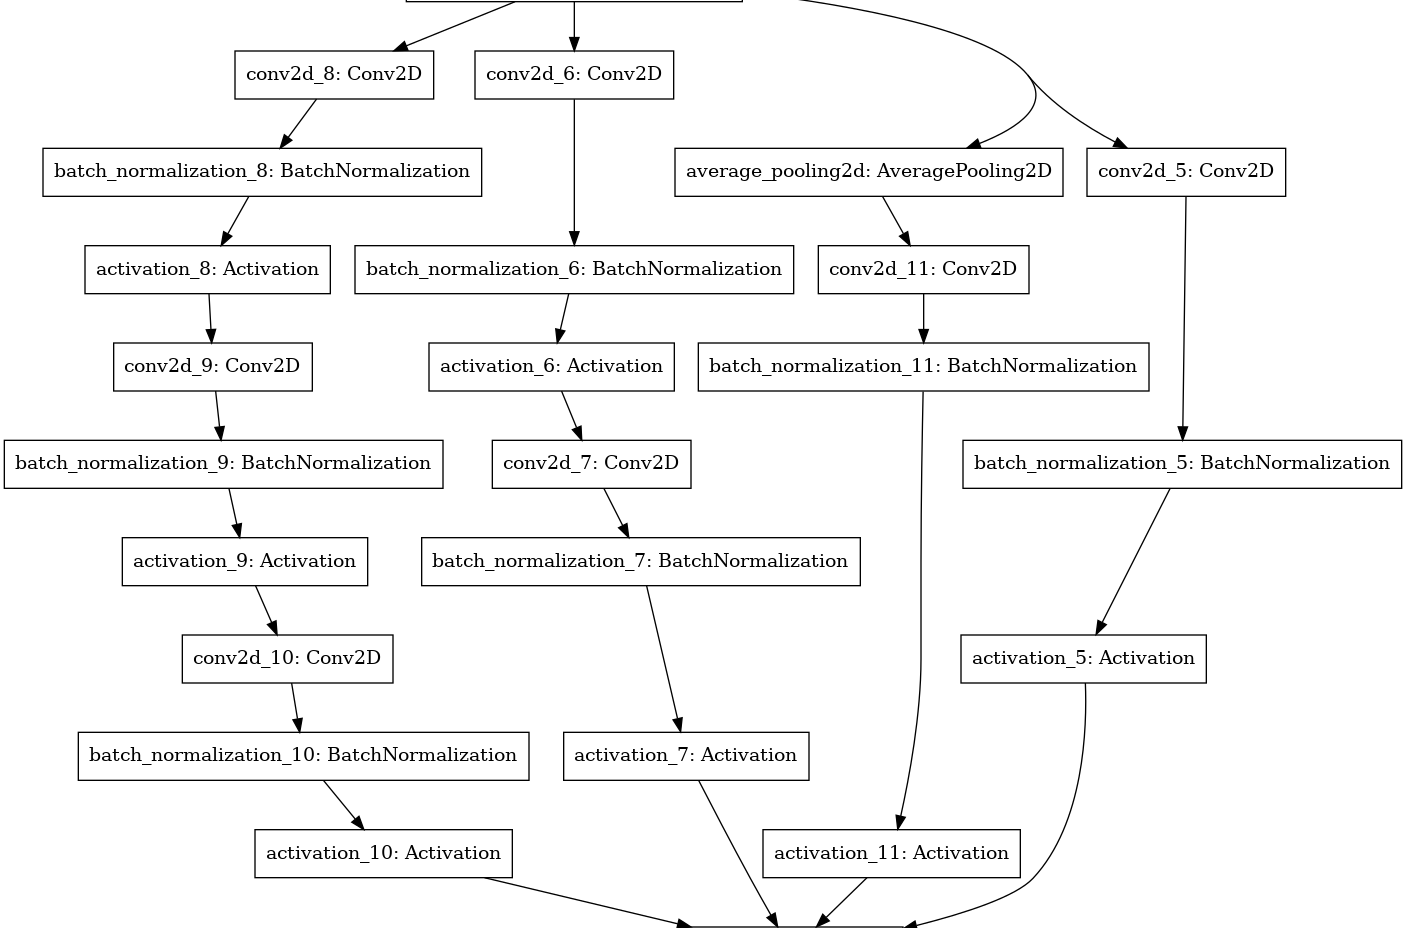 conv2d_8: Conv2D
conv2d_6: Conv2D
batch_normalization_8: BatchNormalization
average_pooling2d: AveragePooling2D
conv2d_5: Conv2D
activation_8: Activation
batch_normalization_6: BatchNormalization
conv2d_11: Conv2D
conv2d_9: Conv2D
activation_6: Activation
batch_normalization_11: BatchNormalization
batch_normalization_9: BatchNormalization
conv2d_7: Conv2D
batch_normalization_5: BatchNormalization
activation_9: Activation
batch_normalization_7: BatchNormalization
conv2d_10: Conv2D
activation_5: Activation
batch_normalization_10: BatchNormalization
activation_7: Activation
activation_10: Activation
activation_11: Activation